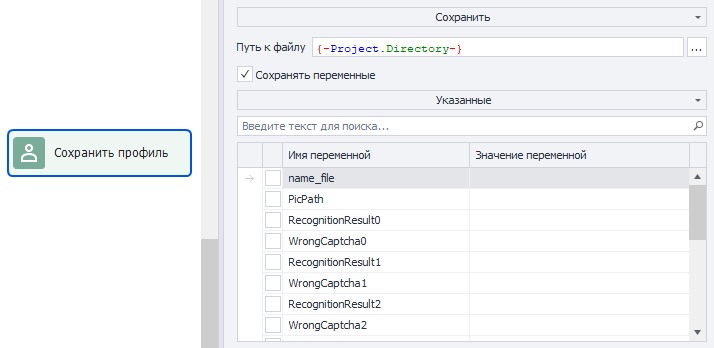 Сохранить
Путь к файлу {-Project.Directory-} ...
Сохранять переменные
Указанные
Введите текст для поиска...
Сохранить профиль
Имя переменной Значение переменной
name_file
PicPath
RecognitionResult0
WrongCaptcha0
RecognitionResult1
WrongCaptcha1
RecognitionResult2
WrongCaptcha2